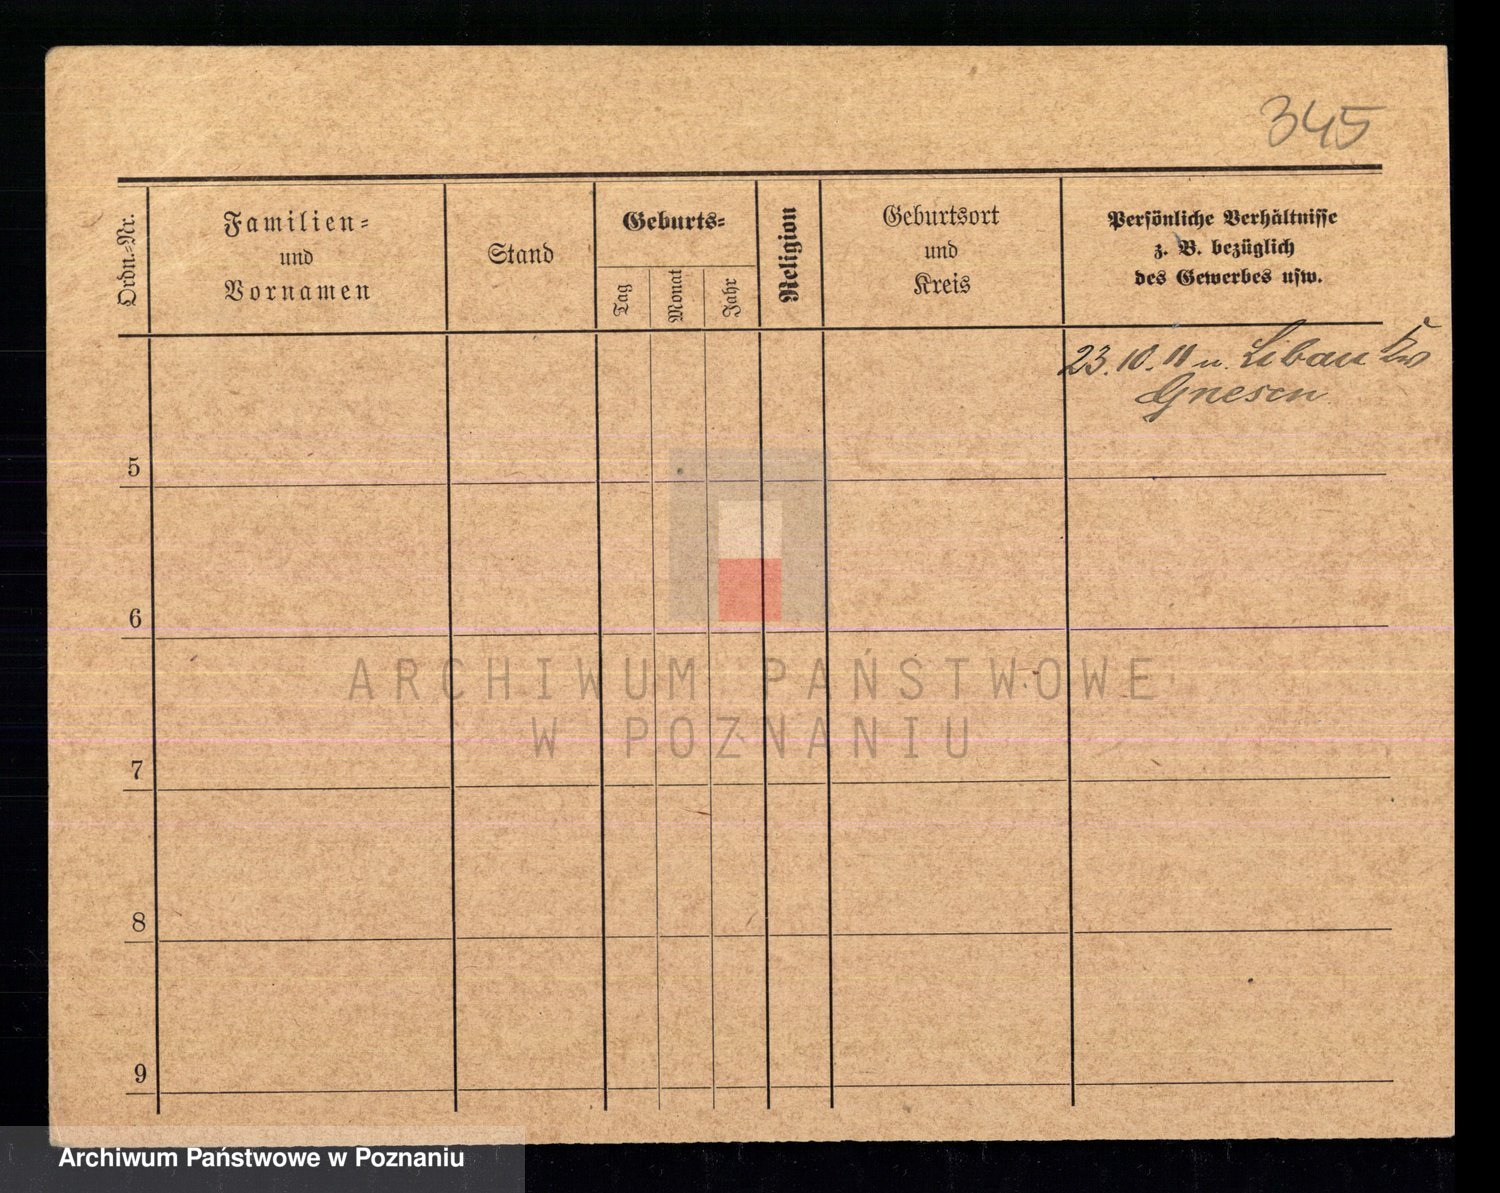 345
Ordn.-Nr.
Familien-
und
Vornamen
Stand
Geburts-
Tag
Monat
Jahr
Religion
Geburtsort
und
Kreis
Persönliche Verhältnisse
z. B. bezüglich
des Gewerbes usw.
23. 10. 11 n. Libau Kr
Gnesen
5
6
7
8
9
ARCHIWUM PAŃSTWOWE
W POZNANIU
Archiwum Państwowe w Poznaniu